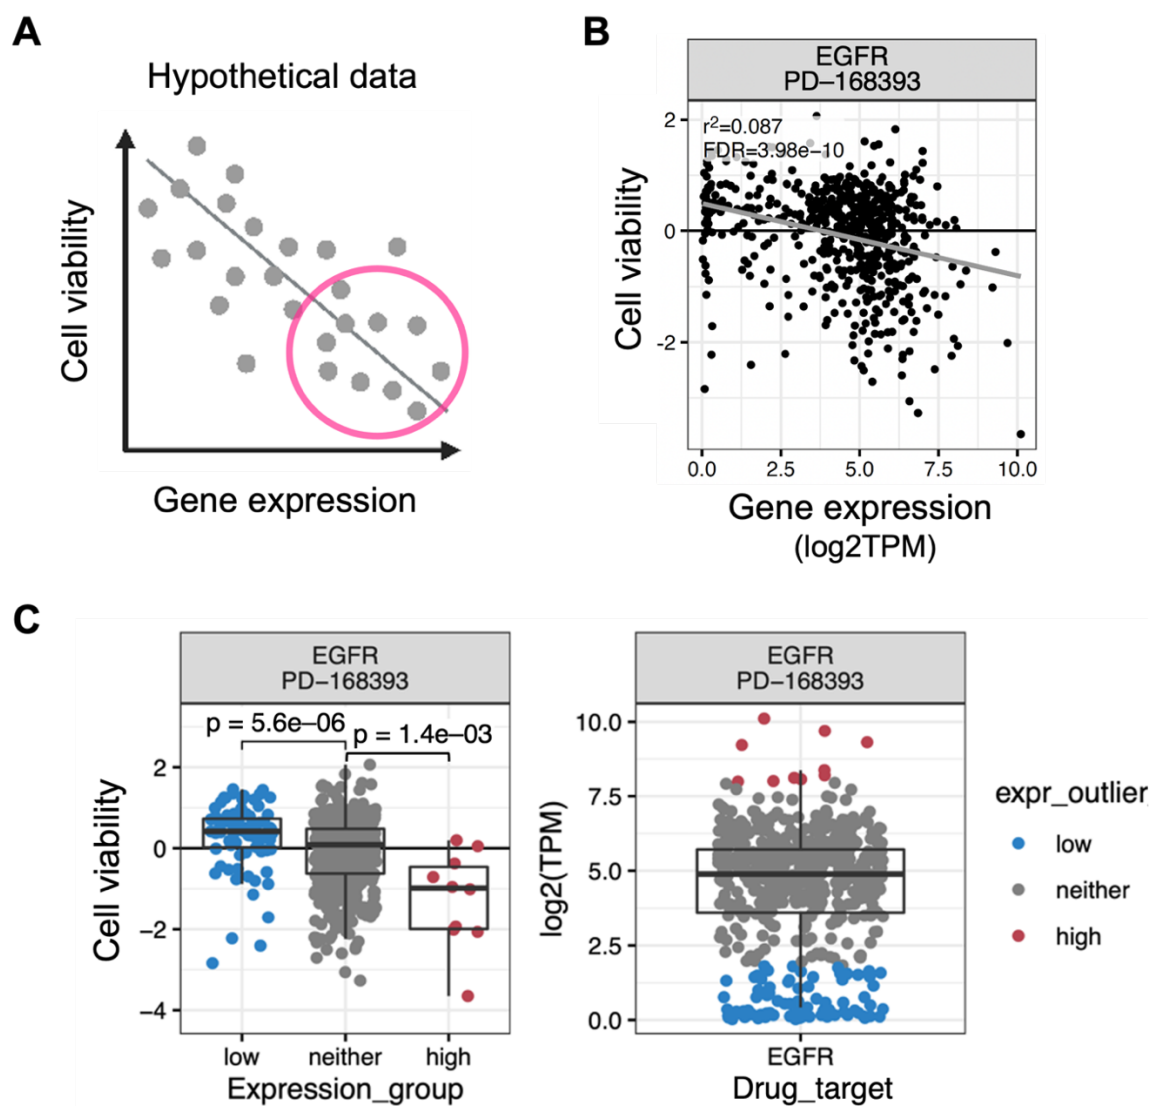 A
Hypothetical data
Cell viability
Gene expression
B
EGFR
PD–168393
r²=0.087
FDR=3.98e–10
2
0
-2
Cell viability
0.0 2.5 5.0 7.5 10.0
Gene expression
(log2TPM)
C
EGFR
PD–168393
p = 5.6e–06
p = 1.4e–03
2
0
−2
−4
Cell viability
low neither high
Expression_group
EGFR
PD–168393
10.0
7.5
5.0
2.5
0.0
log2(TPM)
EGFR
Drug_target
expr_outlier
low
neither
high